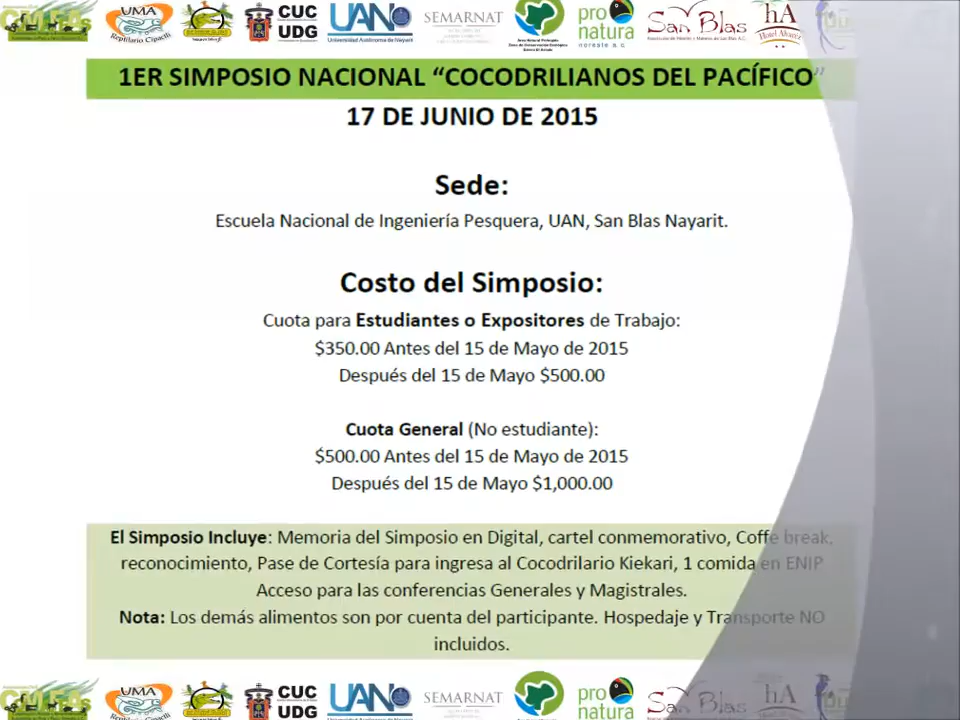 UMA
Reptilario Cipactli
CUC
UDG
UAN
Universidad Autónoma de Nayarit
SEMARNAT
pro
natura
noroeste a.c.
San Blas
hA
1ER SIMPOSIO NACIONAL “COCODRILIANOS DEL PACÍFICO”
17 DE JUNIO DE 2015
Sede:
Escuela Nacional de Ingeniería Pesquera, UAN, San Blas Nayarit.
Costo del Simposio:
Cuota para Estudiantes o Expositores de Trabajo:
$350.00 Antes del 15 de Mayo de 2015
Después del 15 de Mayo $500.00
Cuota General (No estudiante):
$500.00 Antes del 15 de Mayo de 2015
Después del 15 de Mayo $1,000.00
El Simposio Incluye: Memoria del Simposio en Digital, cartel conmemorativo, Coffe break,
reconocimiento, Pase de Cortesía para ingresa al Cocodrilario Kiekari, 1 comida en ENIP
Acceso para las conferencias Generales y Magistrales.
Nota: Los demás alimentos son por cuenta del participante. Hospedaje y Transporte NO
incluidos.
UMA
Reptilario Cipactli
CUC
UDG
UAN
Universidad Autónoma de Nayarit
SEMARNAT
pro
natura
San Blas
hA